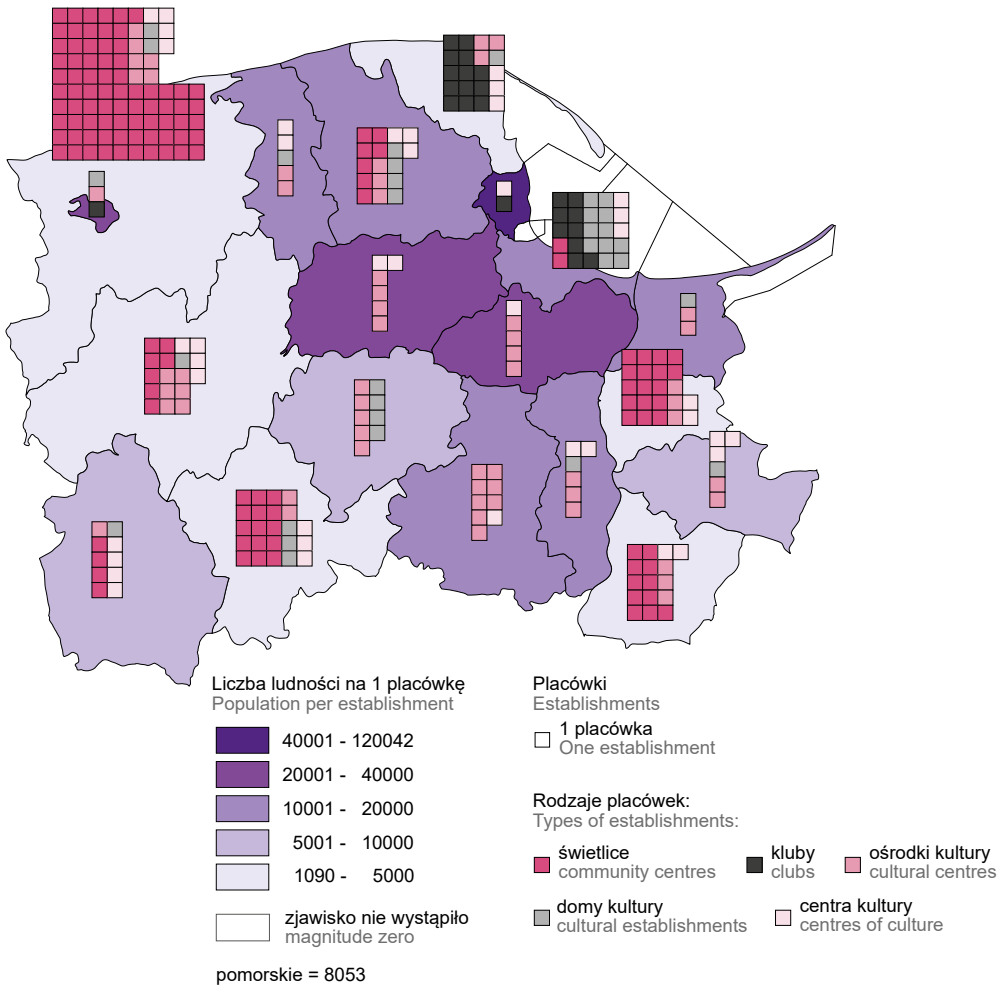 Liczba ludności na 1 placówkę
Population per establishment
40001 - 120042
20001 - 40000
10001 - 20000
5001 - 10000
1090 - 5000
zjawisko nie wystąpiło
magnitude zero
pomorskie = 8053
Placówki
Establishments
1 placówka
One establishment
Rodzaje placówek:
Types of establishments:
świetlice
community centres
kluby
clubs
ośrodki kultury
cultural centres
domy kultury
cultural establishments
centra kultury
centres of culture